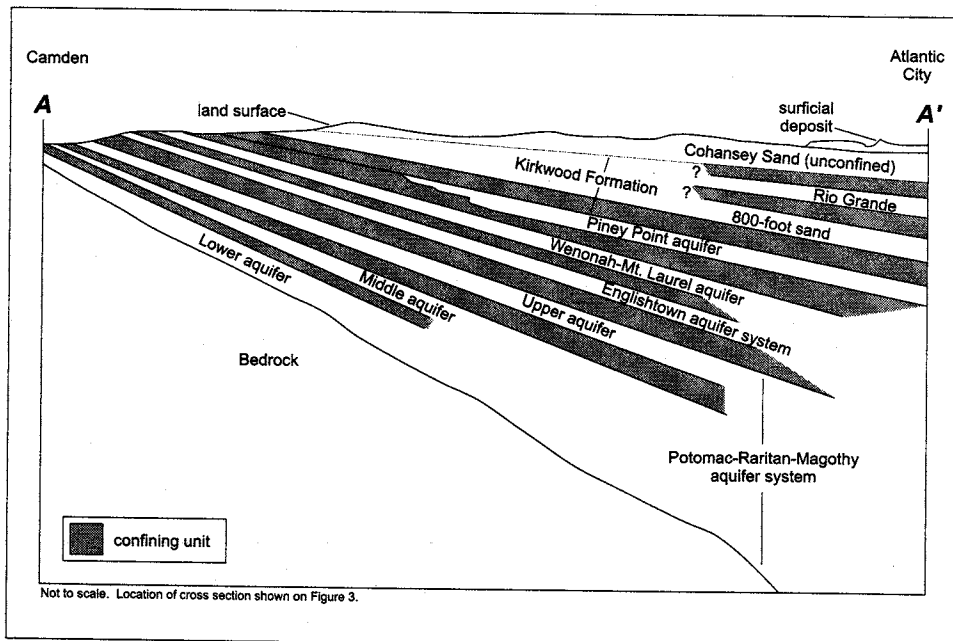 Camden
Atlantic
City
A
A'
land surface
surficial
deposit
Cohansey Sand (unconfined)
?
Kirkwood Formation
?
Rio Grande
800-foot sand
Piney Point aquifer
Wenonah-Mt. Laurel aquifer
Englishtown aquifer system
Upper aquifer
Middle aquifer
Lower aquifer
Bedrock
Potomac-Raritan-Magothy
aquifer system
confining unit
Not to scale. Location of cross section shown on Figure 3.